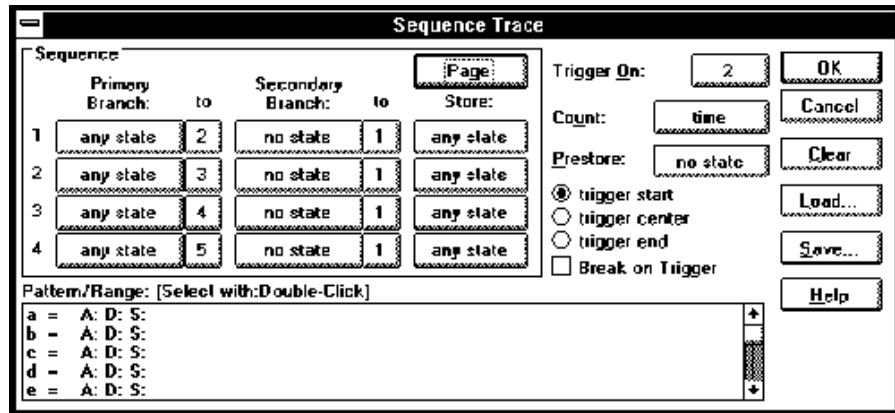 Sequence Trace
Sequence
Page
Primary Branch: to Secondary Branch: to Store:
1 any state 2 no state 1 any state
2 any state 3 no state 1 any state
3 any state 4 no state 1 any state
4 any state 5 no state 1 any state
Trigger On: 2
Count: time
Prestore: no state
trigger start
trigger center
trigger end
Break on Trigger
OK
Cancel
Clear
Load...
Save...
Help
Pattern/Range: [Select with:Double-Click]
a = A: D: S:
b = A: D: S:
c = A: D: S:
d = A: D: S:
e = A: D: S: